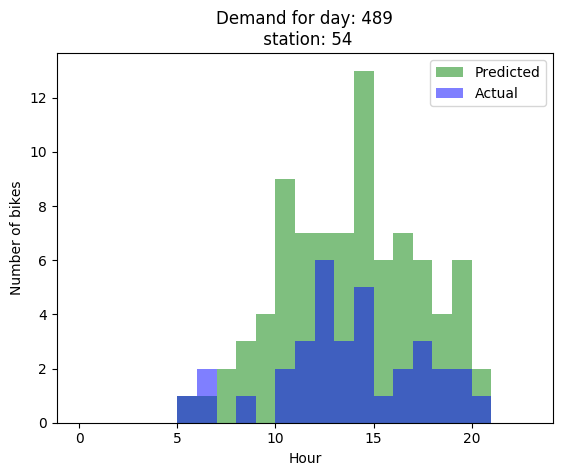 Demand for day: 489
station: 54
Predicted
Actual
Number of bikes
12
10
8
6
4
2
0
0
5
10
15
20
Hour